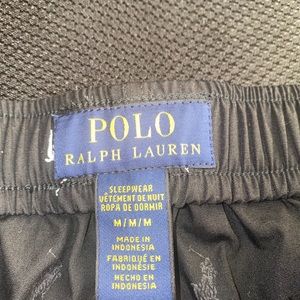 POLO
RALPH LAUREN
SLEEPWEAR
VÊTEMENT DE NUIT
ROPA DE DORMIR
M/M/M
MADE IN
INDONESIA
FABRIQUÉ EN
INDONÉSIE
HECHO EN
INDONESIA